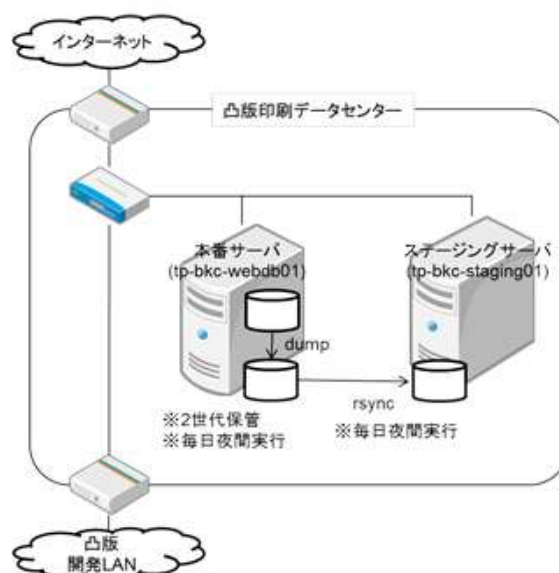 インターネット
凸版印刷データセンター
本番サーバ
(tp-bkc-webdb01)
ステージングサーバ
(tp-bkc-staging01)
dump
rsync
※2世代保管
※毎日夜間実行
※毎日夜間実行
凸版
開発LAN